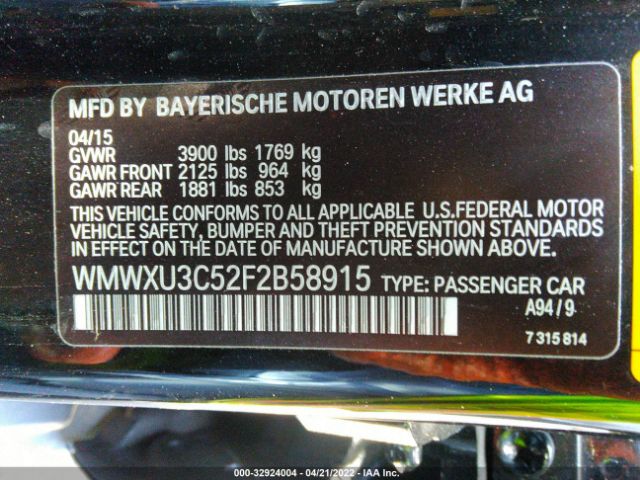 MFD BY BAYERISCHE MOTOREN WERKE AG
04/15
GVWR 3900 lbs 1769 kg
GAWR FRONT 2125 lbs 964 kg
GAWR REAR 1881 lbs 853 kg
THIS VEHICLE CONFORMS TO ALL APPLICABLE U.S.FEDERAL MOTOR
VEHICLE SAFETY, BUMPER AND THEFT PREVENTION STANDARDS
IN EFFECT ON THE DATE OF MANUFACTURE SHOWN ABOVE.
WMWXU3C52F2B58915 TYPE: PASSENGER CAR
A94/9
7 315 814
000-32924004 - 04/21/2022 - IAA Inc.